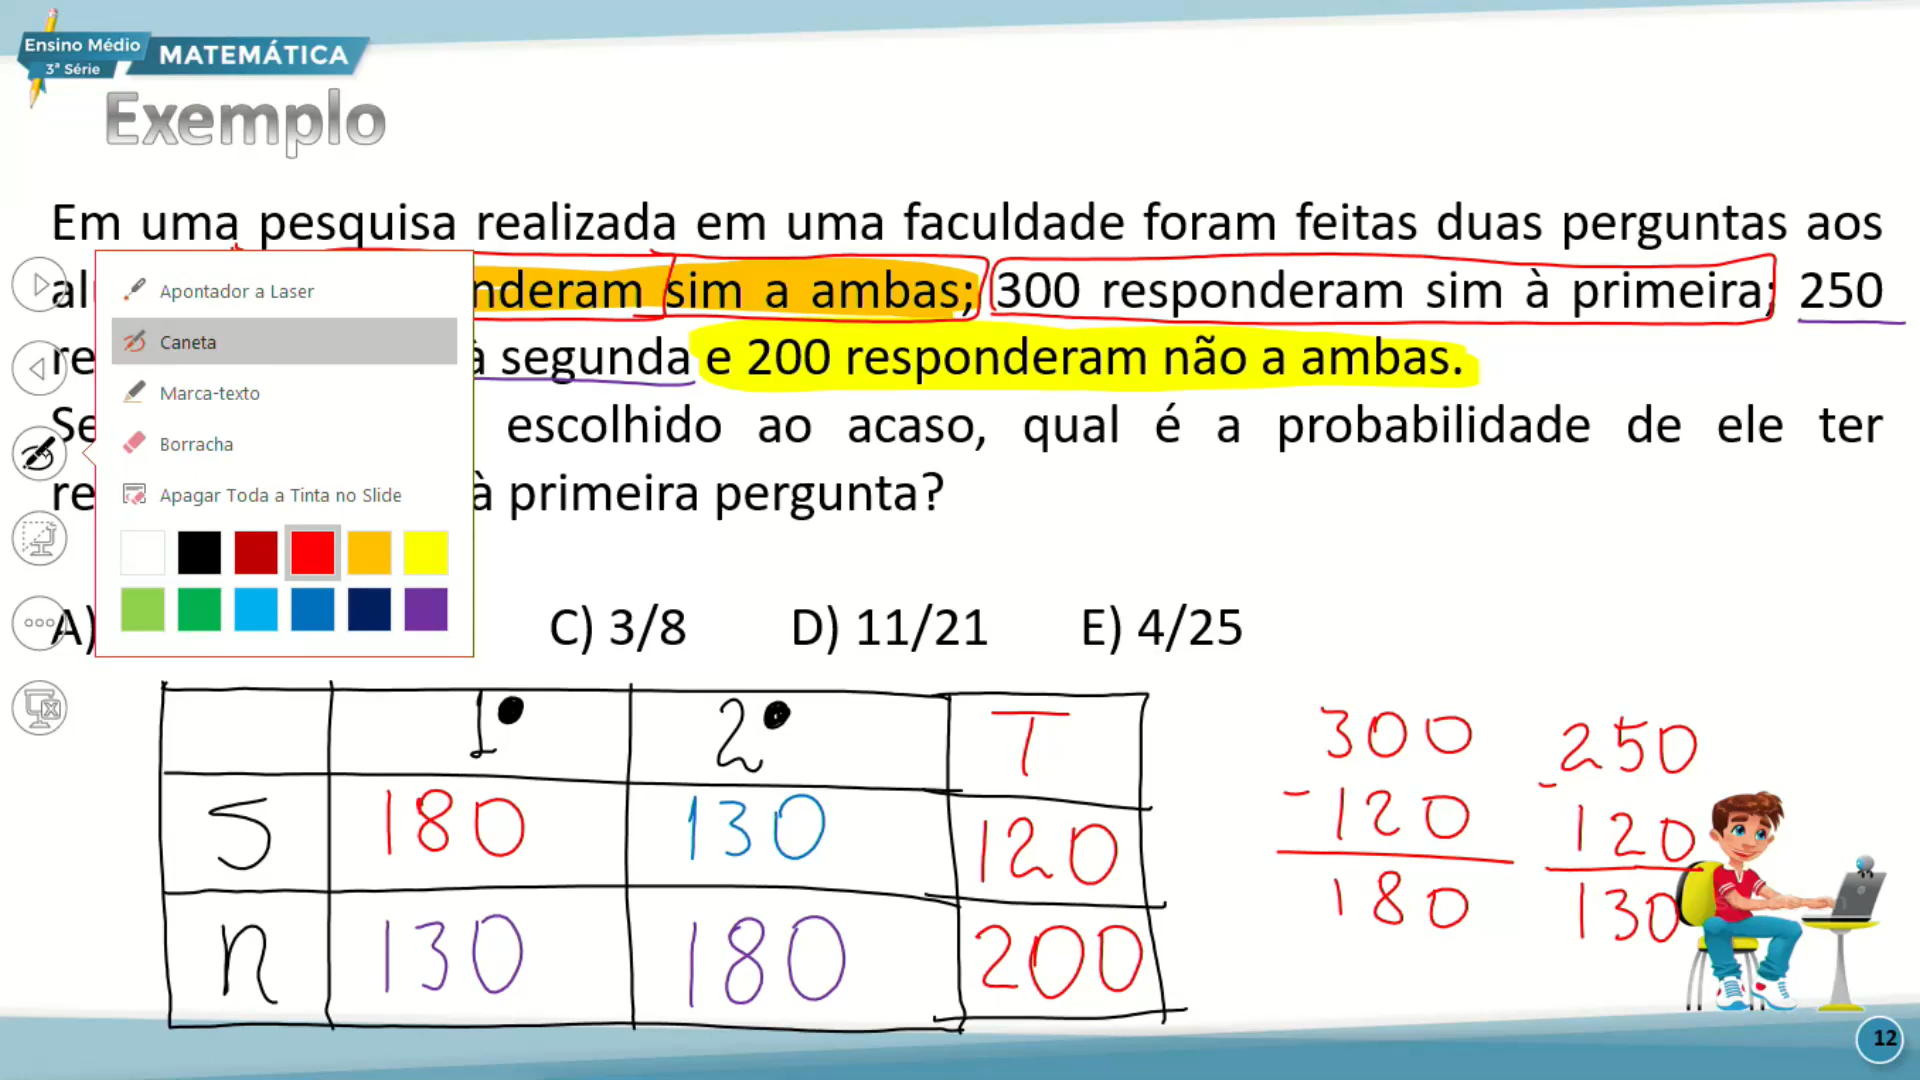 Ensino Médio
3ª Série
MATEMÁTICA
Exemplo
Em uma pesquisa realizada em uma faculdade foram feitas duas perguntas aos
al nderam sim a ambas; 300 responderam sim à primeira; 250
re à segunda e 200 responderam não a ambas.
Se escolhido ao acaso, qual é a probabilidade de ele ter
re à primeira pergunta?
A) C) 3/8 D) 11/21 E) 4/25
Apontador a Laser
Caneta
Marca-texto
Borracha
Apagar Toda a Tinta no Slide
1• 2• T
S 180 130 120
n 130 180 200
300
- 120
180
250
- 120
130
12